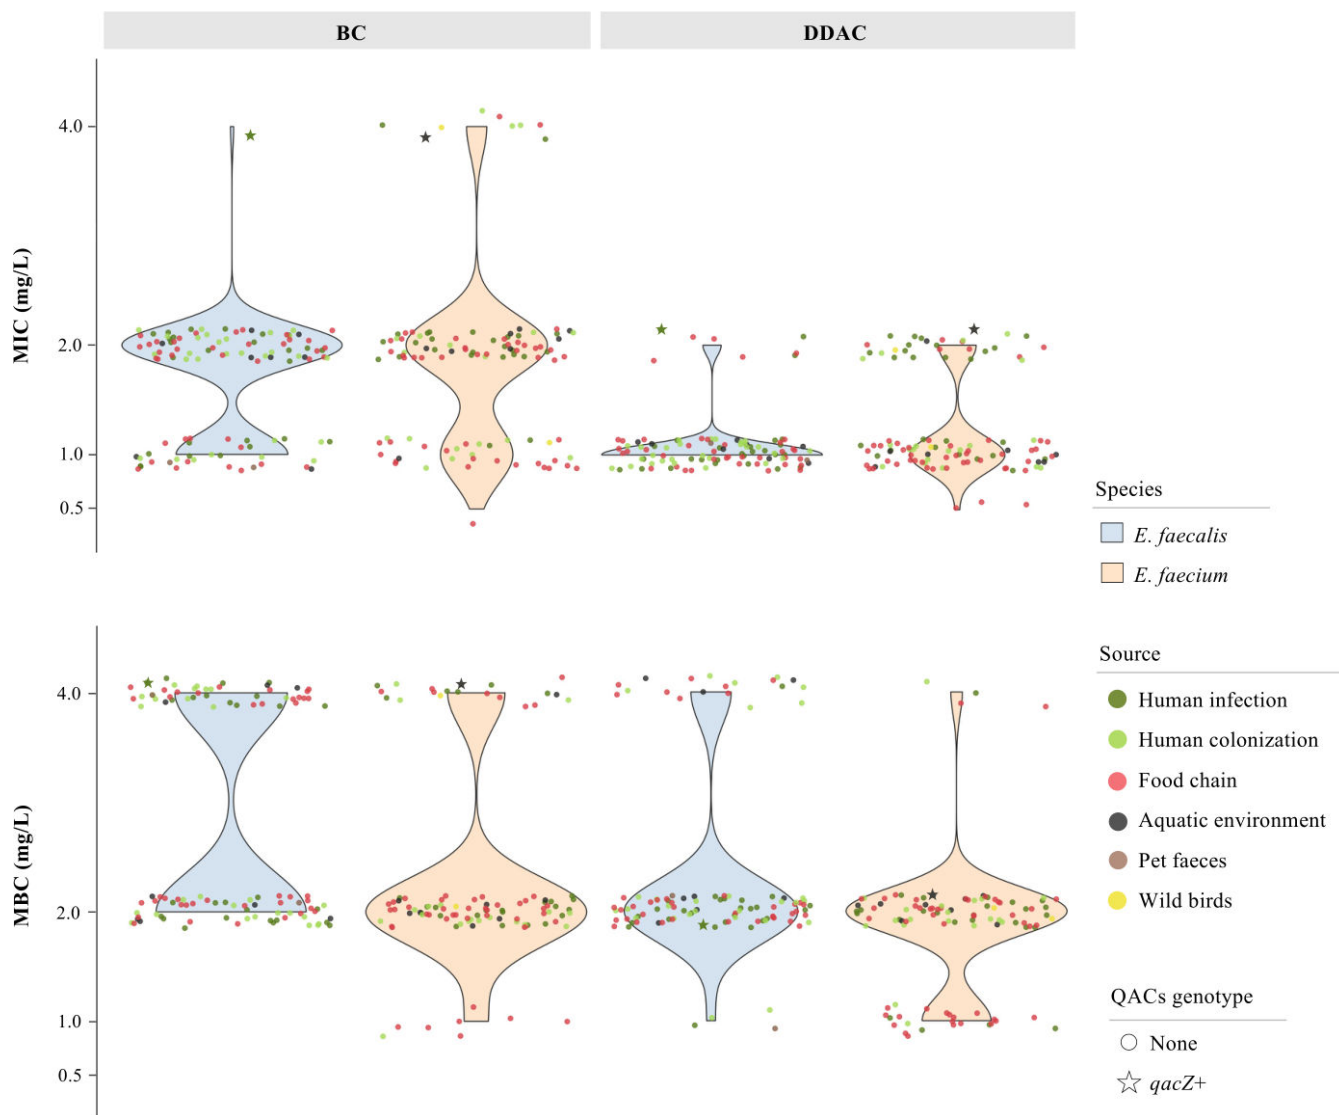 BC
DDAC
MIC (mg/L)
4.0
2.0
1.0
0.5
MBC (mg/L)
4.0
2.0
1.0
0.5
Species
E. faecalis
E. faecium
Source
Human infection
Human colonization
Food chain
Aquatic environment
Pet faeces
Wild birds
QACs genotype
None
qacZ+